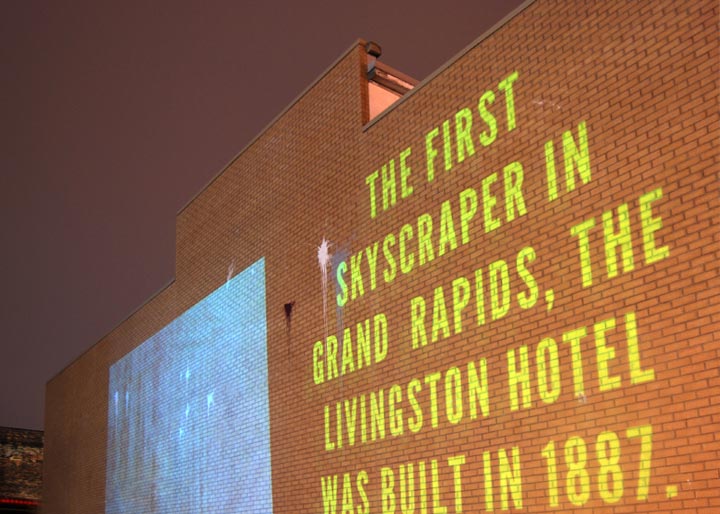 THE FIRST
SKYSCRAPER IN
GRAND RAPIDS, THE
LIVINGSTON HOTEL
WAS BUILT IN 1887.